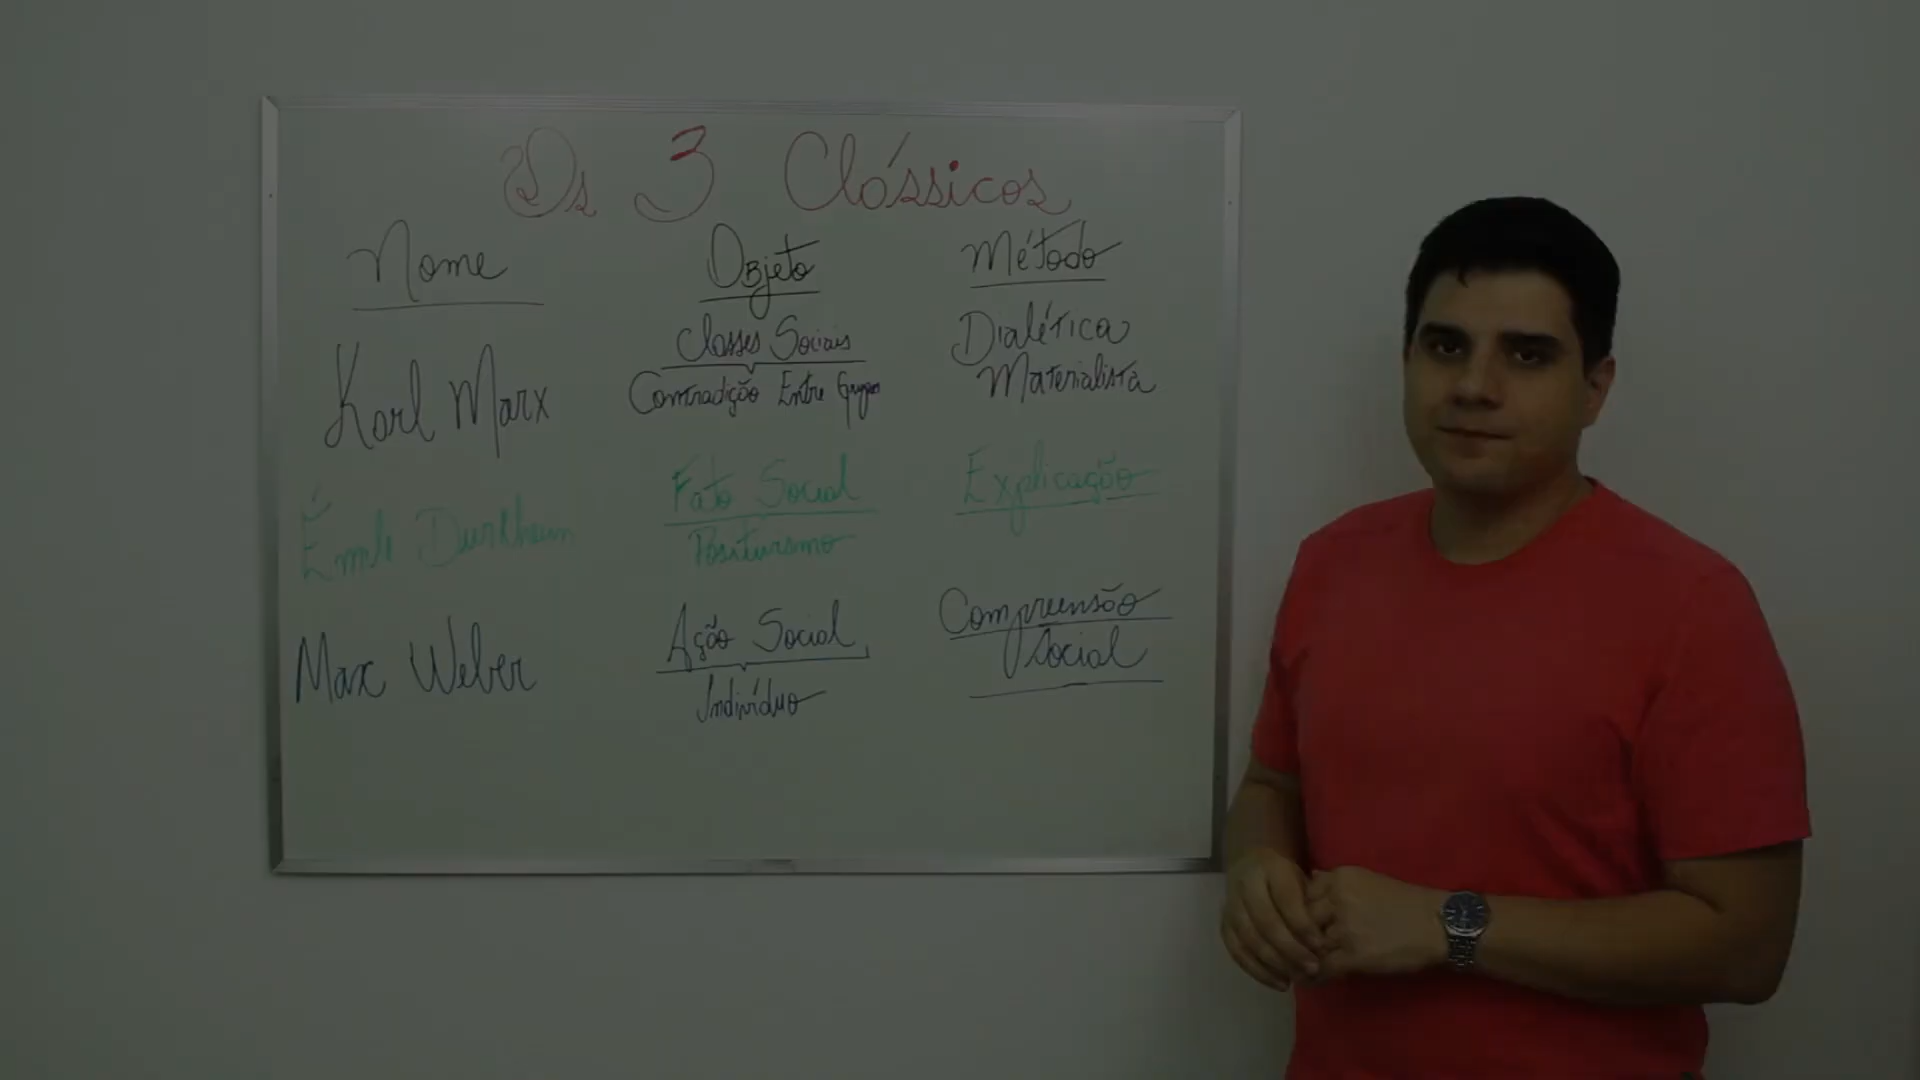 Os 3 Clássicos
Nome Objeto Método
Karl Marx
Classes Sociais
Contradição Entre Grupos
Dialética
Materialista
Émile Durkheim
Fato Social
Positivismo
Explicação
Max Weber
Ação Social
Indivíduo
Compreensão
Social